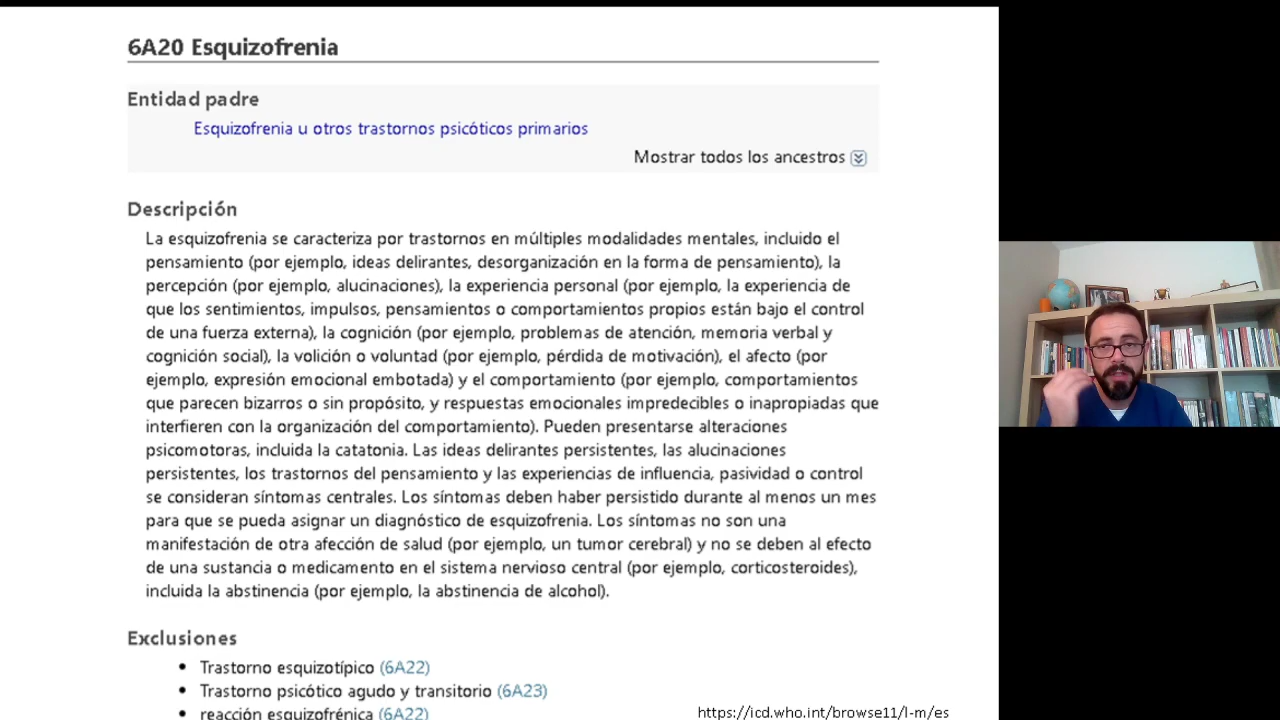 6A20 Esquizofrenia
Entidad padre
Esquizofrenia u otros trastornos psicóticos primarios
Mostrar todos los ancestros
Descripción
La esquizofrenia se caracteriza por trastornos en múltiples modalidades mentales, incluido el
pensamiento (por ejemplo, ideas delirantes, desorganización en la forma de pensamiento), la
percepción (por ejemplo, alucinaciones), la experiencia personal (por ejemplo, la experiencia de
que los sentimientos, impulsos, pensamientos o comportamientos propios están bajo el control
de una fuerza externa), la cognición (por ejemplo, problemas de atención, memoria verbal y
cognición social), la volición o voluntad (por ejemplo, pérdida de motivación), el afecto (por
ejemplo, expresión emocional embotada) y el comportamiento (por ejemplo, comportamientos
que parecen bizarros o sin propósito, y respuestas emocionales impredecibles o inapropiadas que
interfieren con la organización del comportamiento). Pueden presentarse alteraciones
psicomotoras, incluida la catatonia. Las ideas delirantes persistentes, las alucinaciones
persistentes, los trastornos del pensamiento y las experiencias de influencia, pasividad o control
se consideran síntomas centrales. Los síntomas deben haber persistido durante al menos un mes
para que se pueda asignar un diagnóstico de esquizofrenia. Los síntomas no son una
manifestación de otra afección de salud (por ejemplo, un tumor cerebral) y no se deben al efecto
de una sustancia o medicamento en el sistema nervioso central (por ejemplo, corticosteroides),
incluida la abstinencia (por ejemplo, la abstinencia de alcohol).
Exclusiones
• Trastorno esquizotípico (6A22)
• Trastorno psicótico agudo y transitorio (6A23)
• reacción esquizofrénica (6A22)
https://icd.who.int/browse11/l-m/es